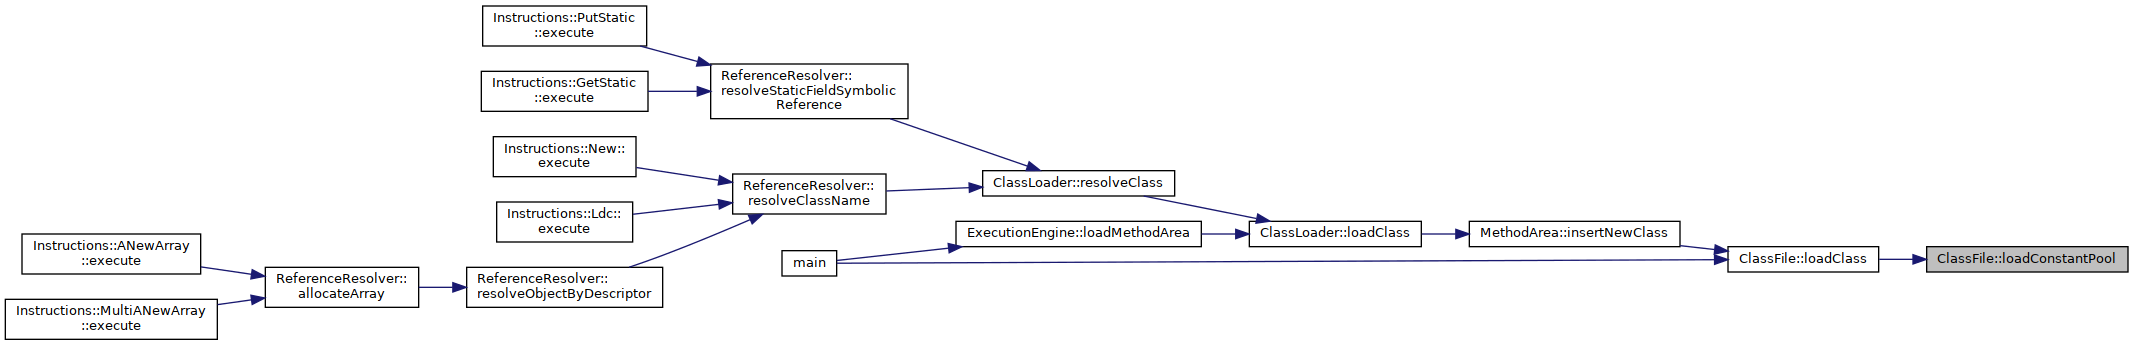 Instructions::PutStatic
::execute
Instructions::GetStatic
::execute
ReferenceResolver::
resolveStaticFieldSymbolic
Reference
Instructions::New::
execute
ReferenceResolver::
resolveClassName
ClassLoader::resolveClass
Instructions::Ldc::
execute
Instructions::ANewArray
::execute
ExecutionEngine::loadMethodArea
ClassLoader::loadClass
MethodArea::insertNewClass
main
ClassFile::loadClass
ClassFile::loadConstantPool
ReferenceResolver::
allocateArray
ReferenceResolver::
resolveObjectByDescriptor
Instructions::MultiANewArray
::execute